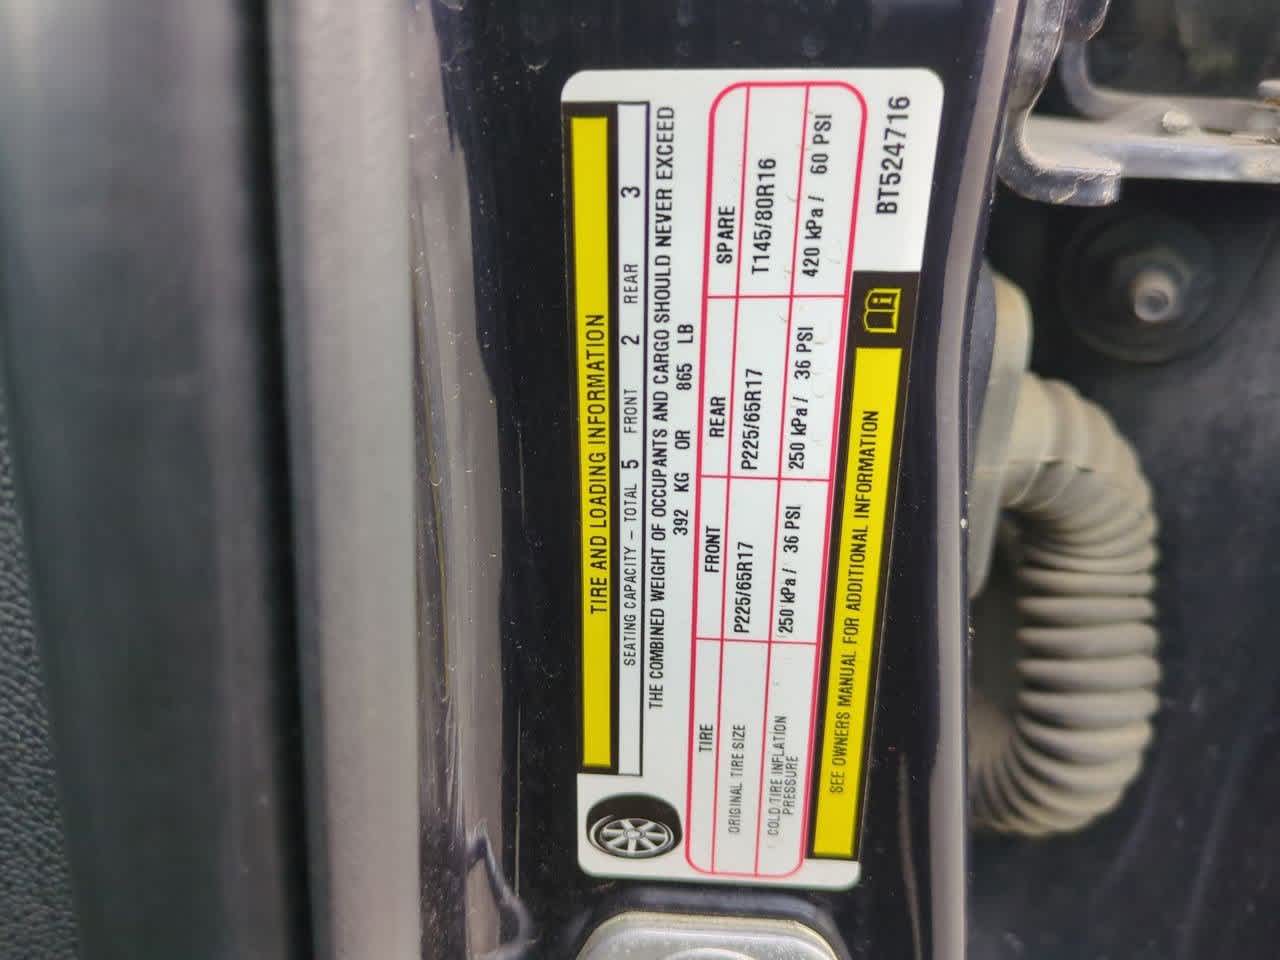 TIRE AND LOADING INFORMATION
SEATING CAPACITY – TOTAL 5 FRONT 2 REAR 3
THE COMBINED WEIGHT OF OCCUPANTS AND CARGO SHOULD NEVER EXCEED
392 KG OR 865 LB
TIRE FRONT REAR SPARE
ORIGINAL TIRE SIZE P225/65R17 P225/65R17 T145/80R16
COLD TIRE INFLATION PRESSURE 250 kPa / 36 PSI 250 kPa / 36 PSI 420 kPa / 60 PSI
SEE OWNERS MANUAL FOR ADDITIONAL INFORMATION
BT524716